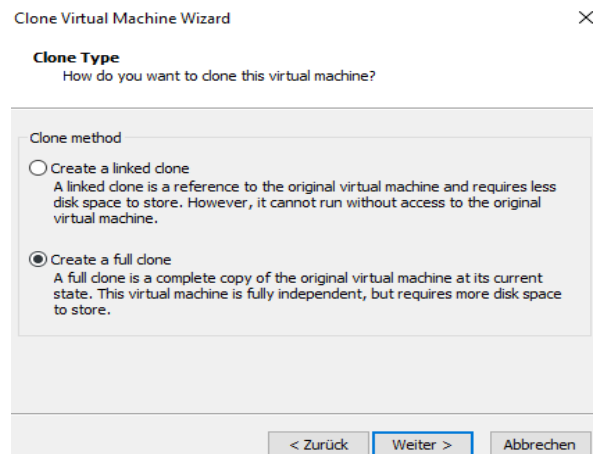 Clone Virtual Machine Wizard
Clone Type
How do you want to clone this virtual machine?
Clone method
Create a linked clone
A linked clone is a reference to the original virtual machine and requires less
disk space to store. However, it cannot run without access to the original
virtual machine.
Create a full clone
A full clone is a complete copy of the original virtual machine at its current
state. This virtual machine is fully independent, but requires more disk space
to store.
< Zurück Weiter > Abbrechen